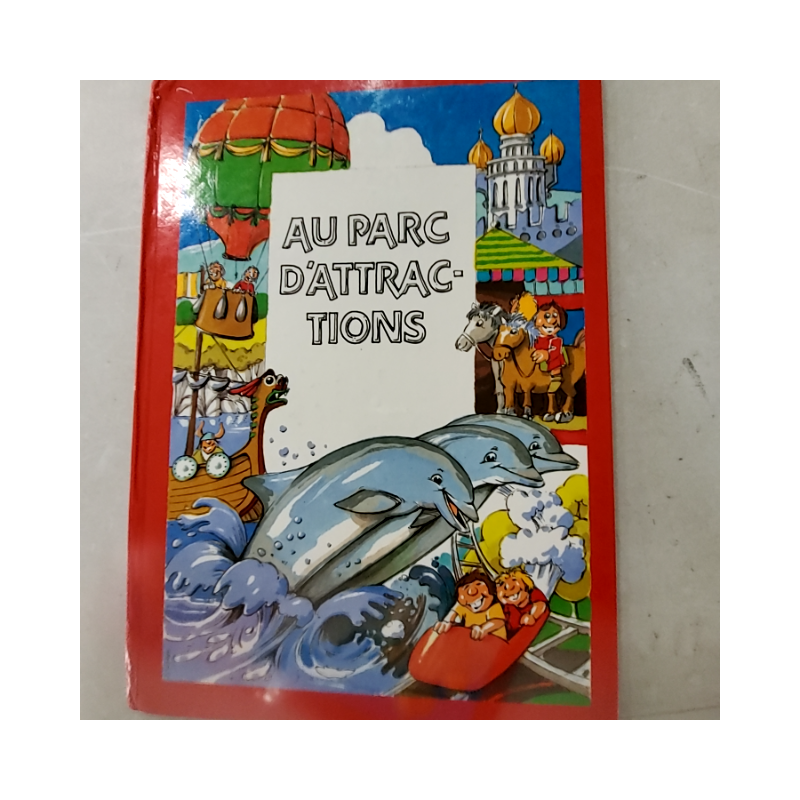 AU PARC
D'ATTRAC-
TIONS